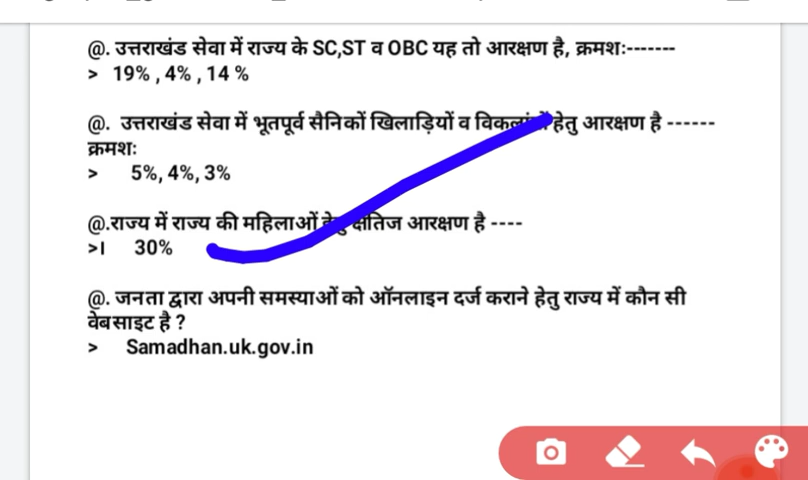 @. उत्तराखंड सेवा में राज्य के SC,ST व OBC यह तो आरक्षण है, क्रमशः-------
> 19% , 4% , 14 %
@. उत्तराखंड सेवा में भूतपूर्व सैनिकों खिलाड़ियों व हेतु आरक्षण है ------
क्रमशः
> 5%, 4%, 3%
@.राज्य में राज्य की महिलाओं क्षैतिज आरक्षण है ----
>। 30%
@. जनता द्वारा अपनी समस्याओं को ऑनलाइन दर्ज कराने हेतु राज्य में कौन सी
वेबसाइट है ?
> Samadhan.uk.gov.in